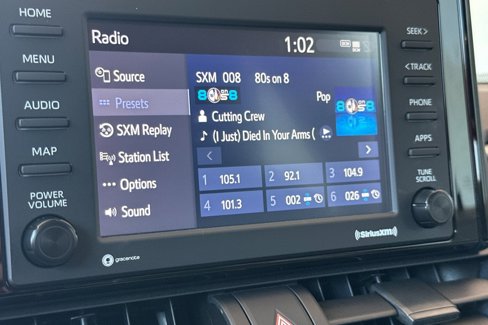 HOME
MENU
AUDIO
MAP
POWER
VOLUME
Radio
1:02
Source
Presets
SXM Replay
Station List
Options
Sound
SXM 008 80s on 8
Pop
Cutting Crew
(I Just) Died In Your Arms (
1 105.1
2 92.1
3 104.9
4 101.3
5 002
6 026
gracenote
SiriusXM
SEEK >
< TRACK
PHONE
APPS
TUNE
SCROLL